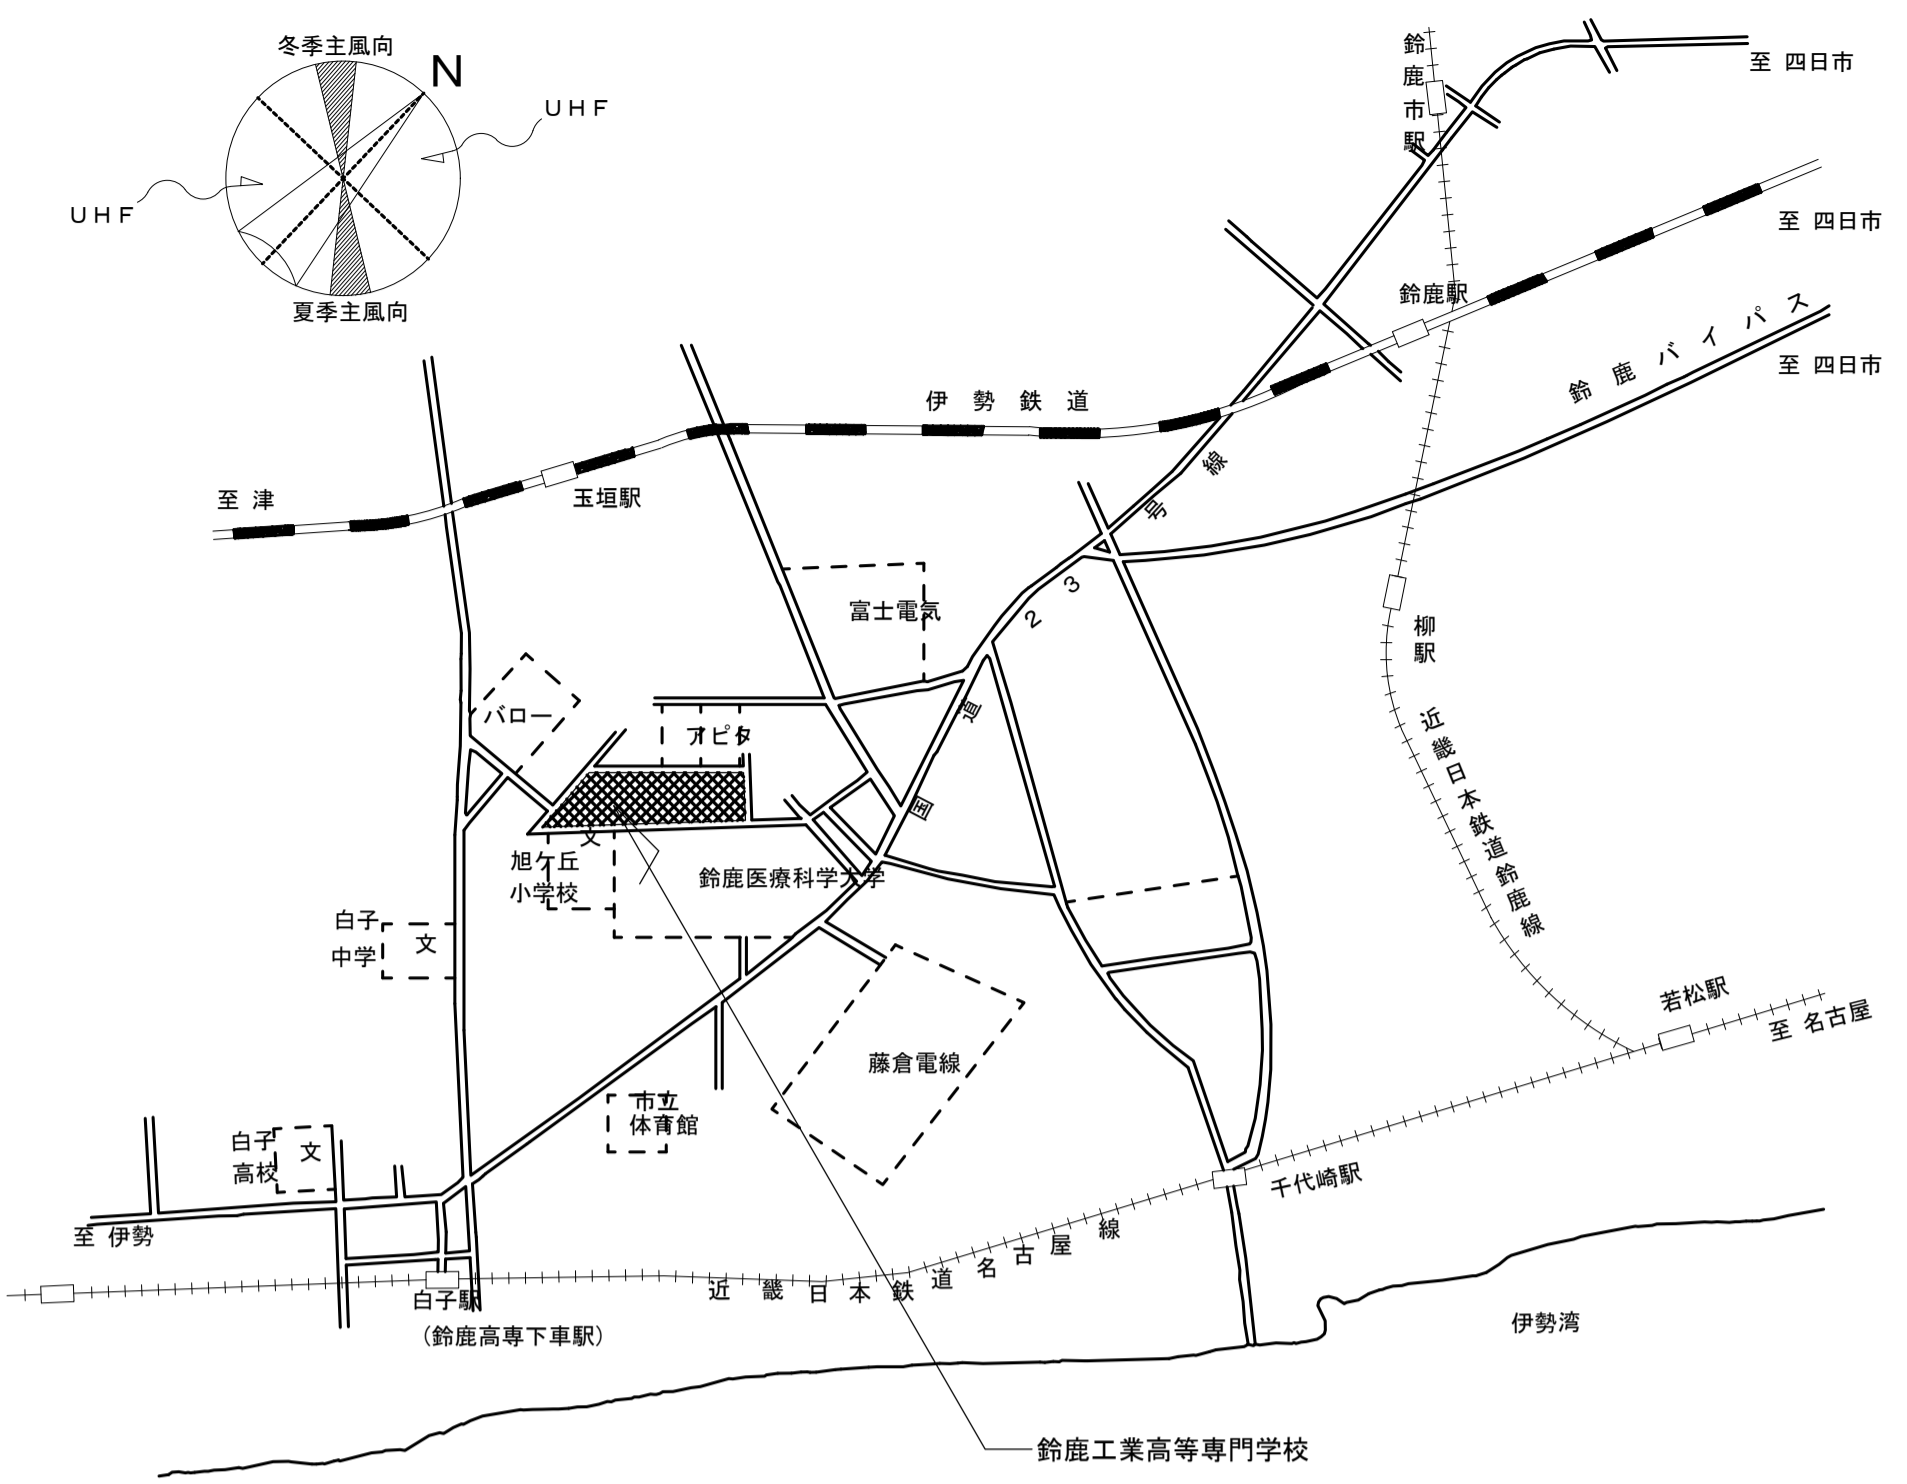 冬季主風向
N
UHF
UHF
夏季主風向
鈴鹿市駅
至 四日市
至 四日市
鈴鹿駅
鈴鹿バイパス
至 四日市
伊勢鉄道
至 津
玉垣駅
国道23号線
富士電気
柳駅
バロー
アピタ
近畿日本鉄道鈴鹿線
文
旭ケ丘
小学校
鈴鹿医療科学大学
白子
中学
文
若松駅
至 名古屋
藤倉電線
市立
体育館
白子
高校
文
千代崎駅
至 伊勢
近畿日本鉄道名古屋線
白子駅
(鈴鹿高専下車駅)
伊勢湾
鈴鹿工業高等専門学校